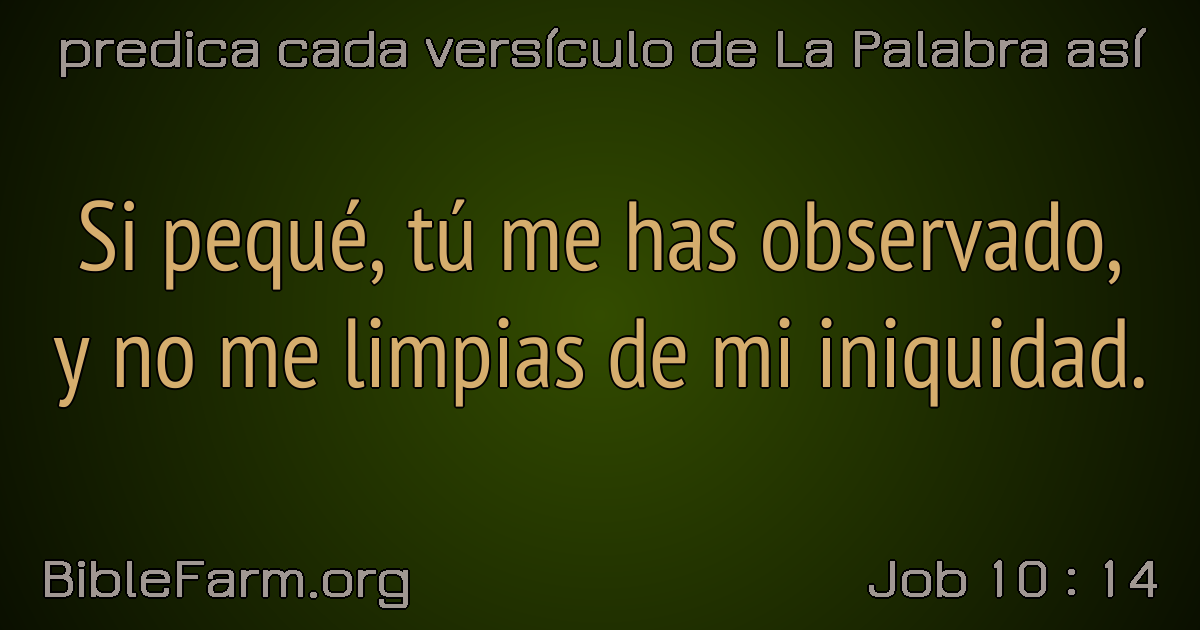 predica cada versículo de La Palabra así
Si pequé, tú me has observado,
y no me limpias de mi iniquidad.
BibleFarm.org
Job 10 : 14